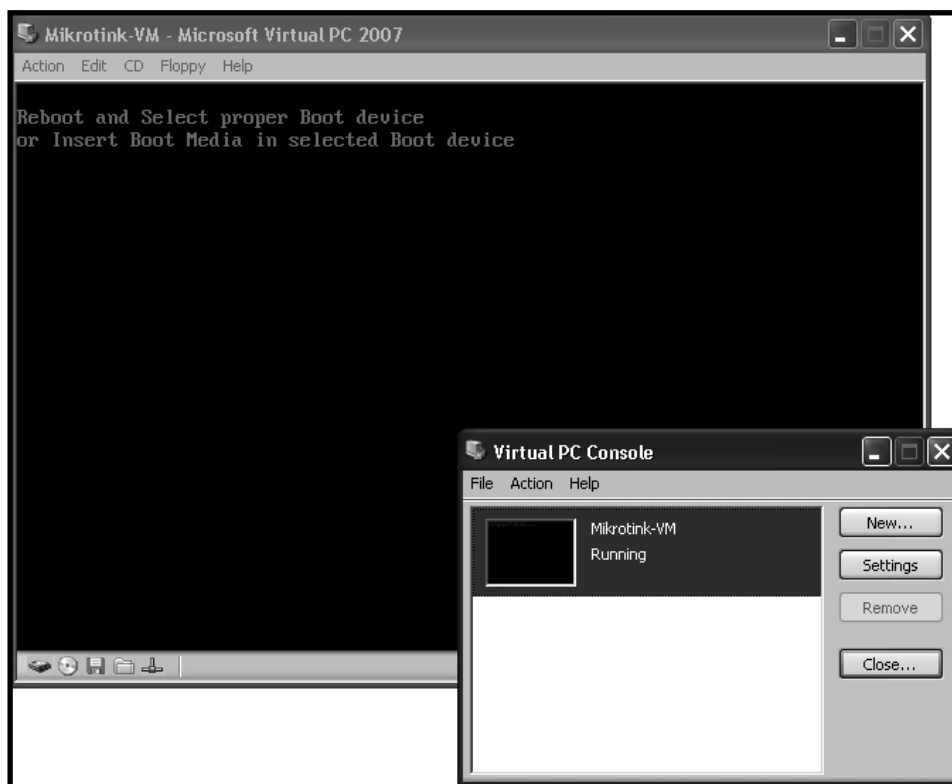 Mikrotink-VM - Microsoft Virtual PC 2007
Action Edit CD Floppy Help
Reboot and Select proper Boot device
or Insert Boot Media in selected Boot device
Virtual PC Console
File Action Help
Mikrotink-VM
Running
New...
Settings
Remove
Close...